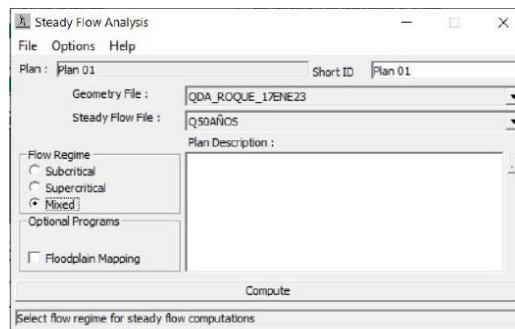 Steady Flow Analysis
File Options Help
Plan : Plan 01 Short ID Plan 01
Geometry File : QDA_ROQUE_17ENE23
Steady Flow File : Q50AÑOS
Plan Description :
Flow Regime
Subcritical
Supercritical
Mixed
Optional Programs
Floodplain Mapping
Compute
Select flow regime for steady flow computations